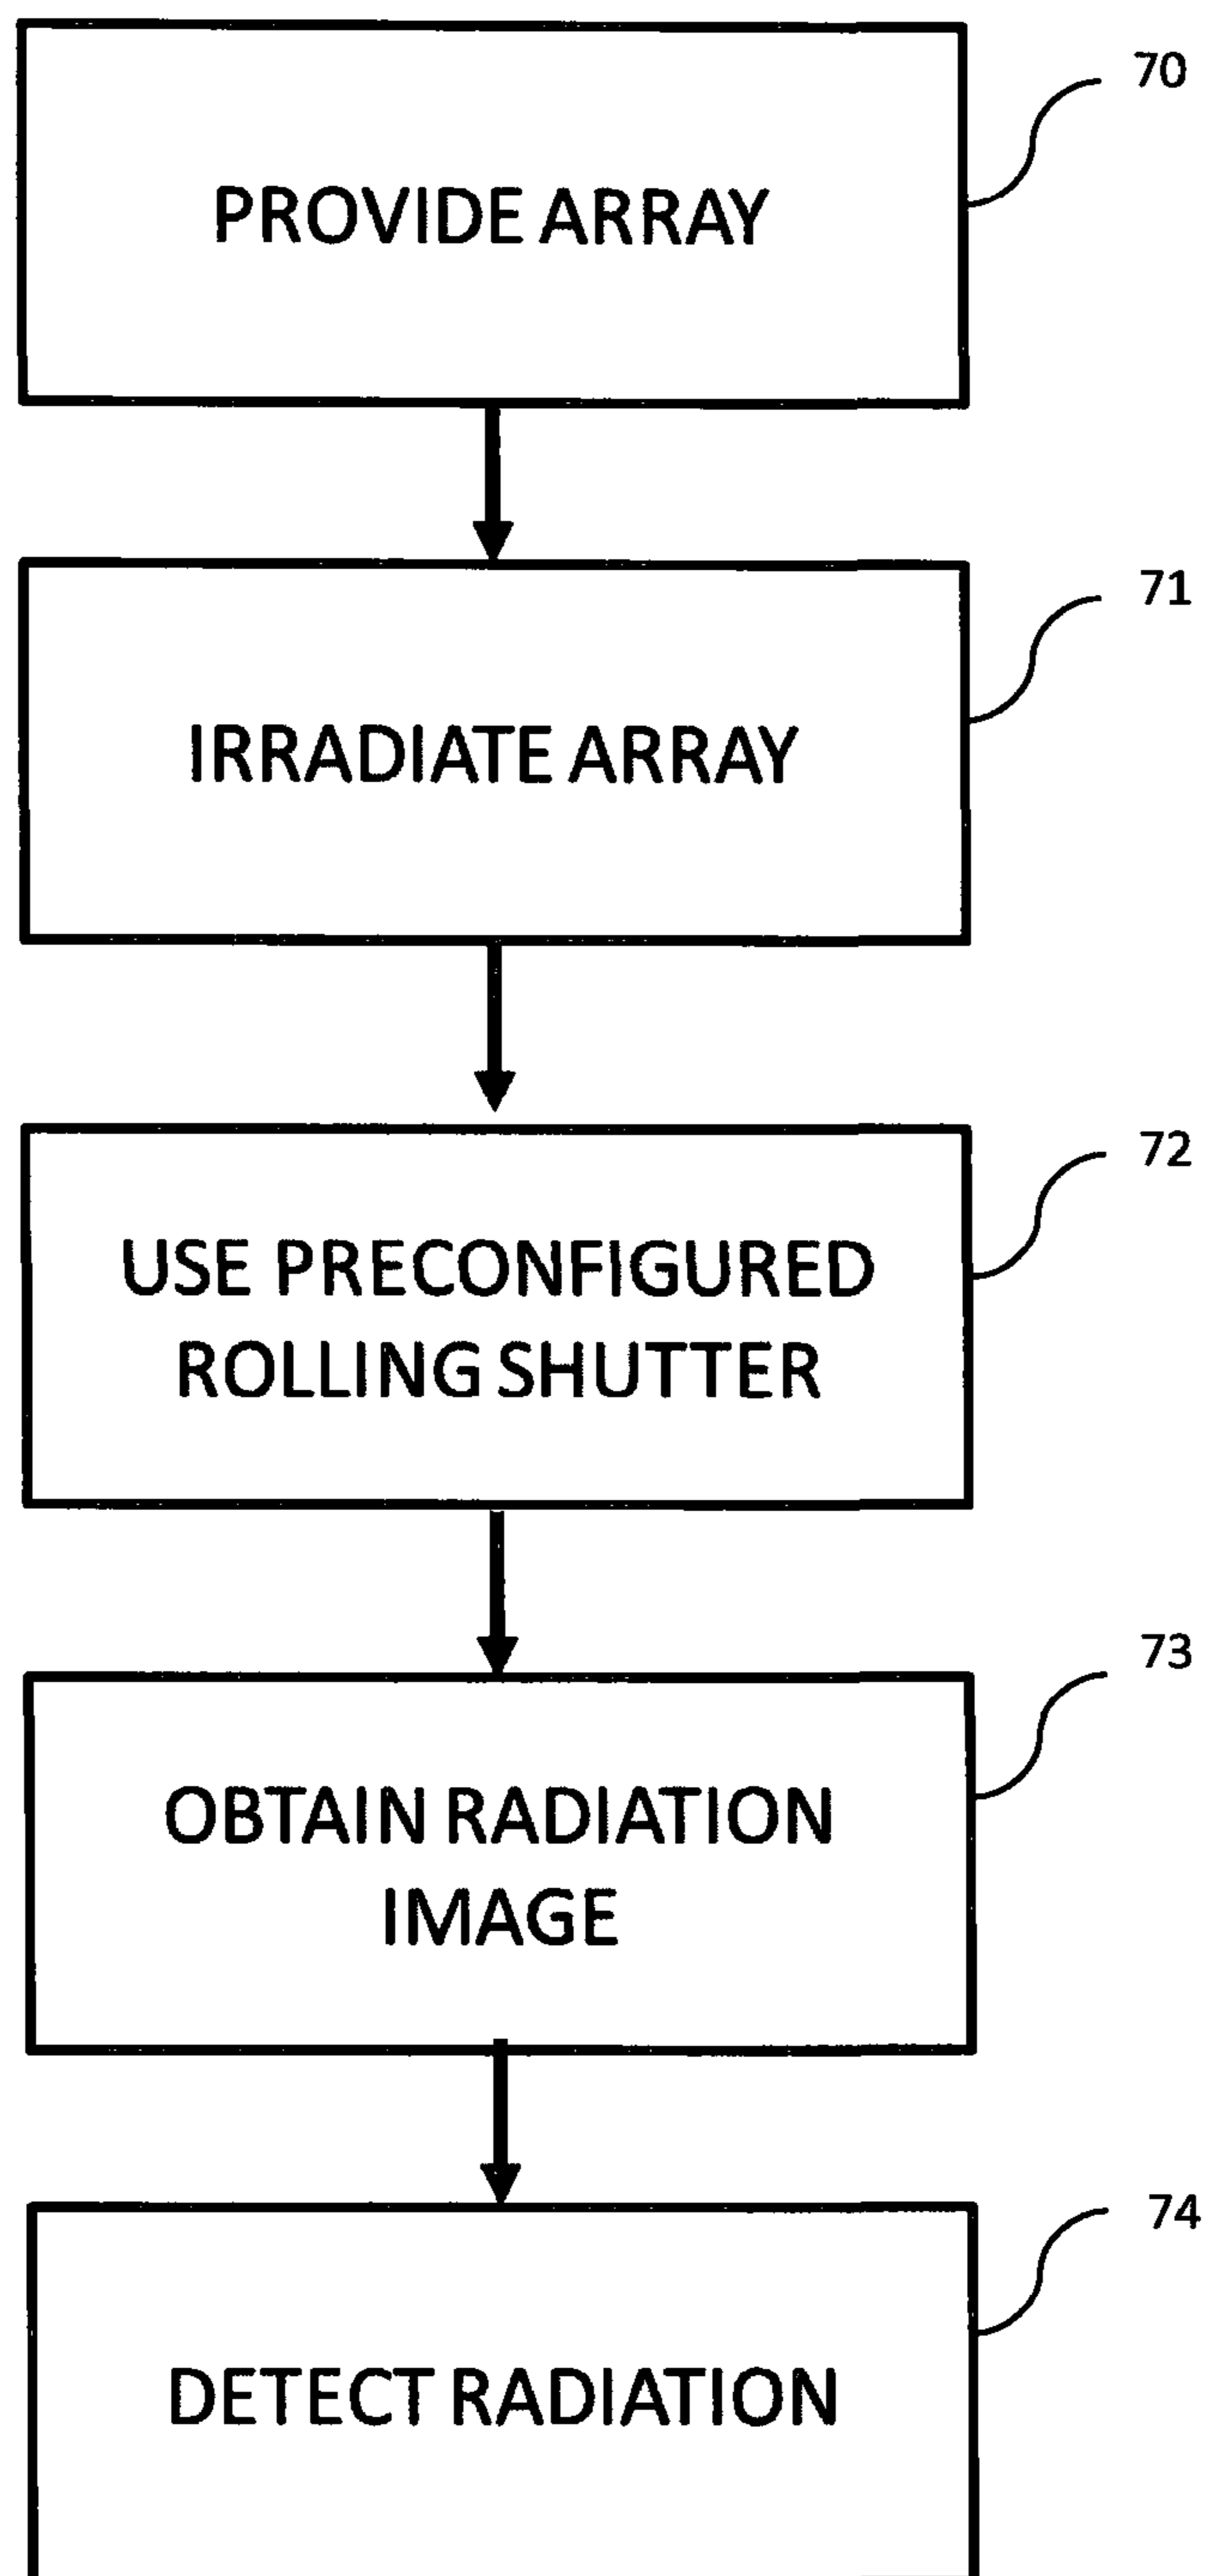 70
PROVIDE ARRAY
71
IRRADIATE ARRAY
72
USE PRECONFIGURED
ROLLING SHUTTER
73
OBTAIN RADIATION
IMAGE
74
DETECT RADIATION